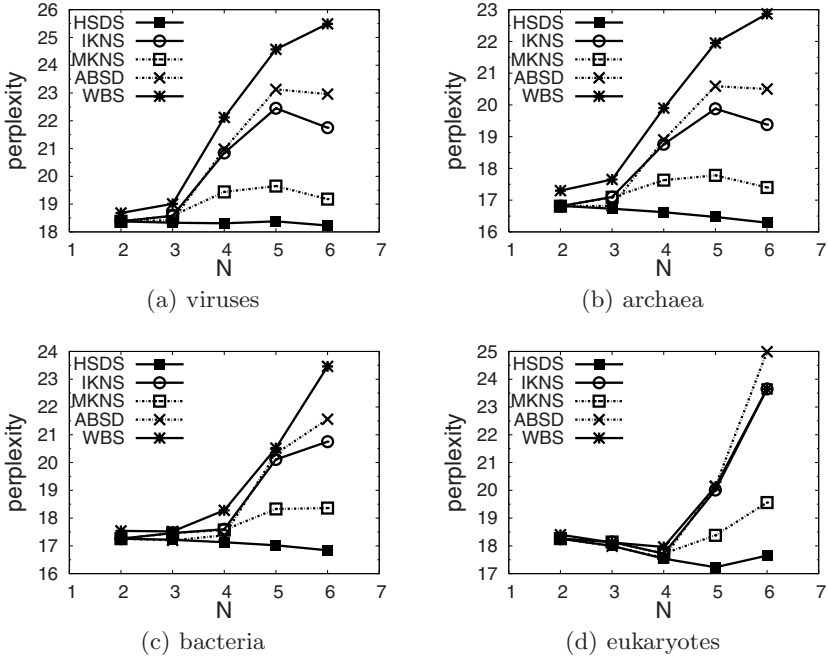 26
25
24
23
22
21
20
19
18
perplexity
HSDS
IKNS
MKNS
ABSD
WBS
1 2 3 4 5 6 7
N
(a) viruses
23
22
21
20
19
18
17
16
perplexity
HSDS
IKNS
MKNS
ABSD
WBS
1 2 3 4 5 6 7
N
(b) archaea
24
23
22
21
20
19
18
17
16
perplexity
HSDS
IKNS
MKNS
ABSD
WBS
1 2 3 4 5 6 7
N
(c) bacteria
25
24
23
22
21
20
19
18
17
perplexity
HSDS
IKNS
MKNS
ABSD
WBS
1 2 3 4 5 6 7
N
(d) eukaryotes